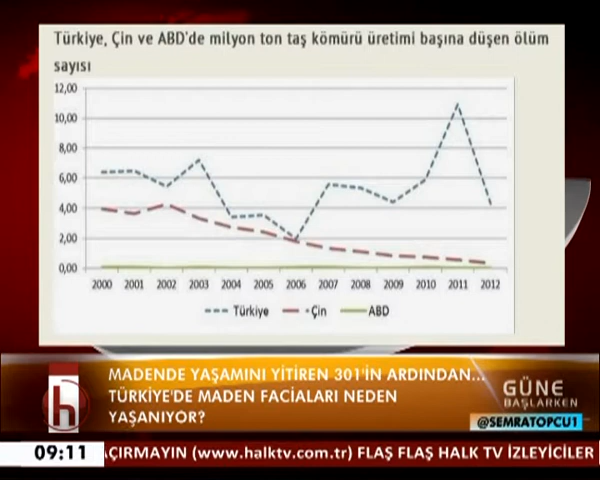 Türkiye, Çin ve ABD'de milyon ton taş kömürü üretimi başına düşen ölüm
sayısı
12,00
10,00
8,00
6,00
4,00
2,00
0,00
2000 2001 2002 2003 2004 2005 2006 2007 2008 2009 2010 2011 2012
Türkiye Çin ABD
MADENDE YAŞAMINI YİTİREN 301'İN ARDINDAN...
TÜRKİYE'DE MADEN FACİALARI NEDEN
YAŞANIYOR?
h
GÜNE
BAŞLARKEN
@SEMRATOPCU1
09:11 AÇIRMAYIN (www.halktv.com.tr) FLAŞ FLAŞ HALK TV İZLEYİCİLER